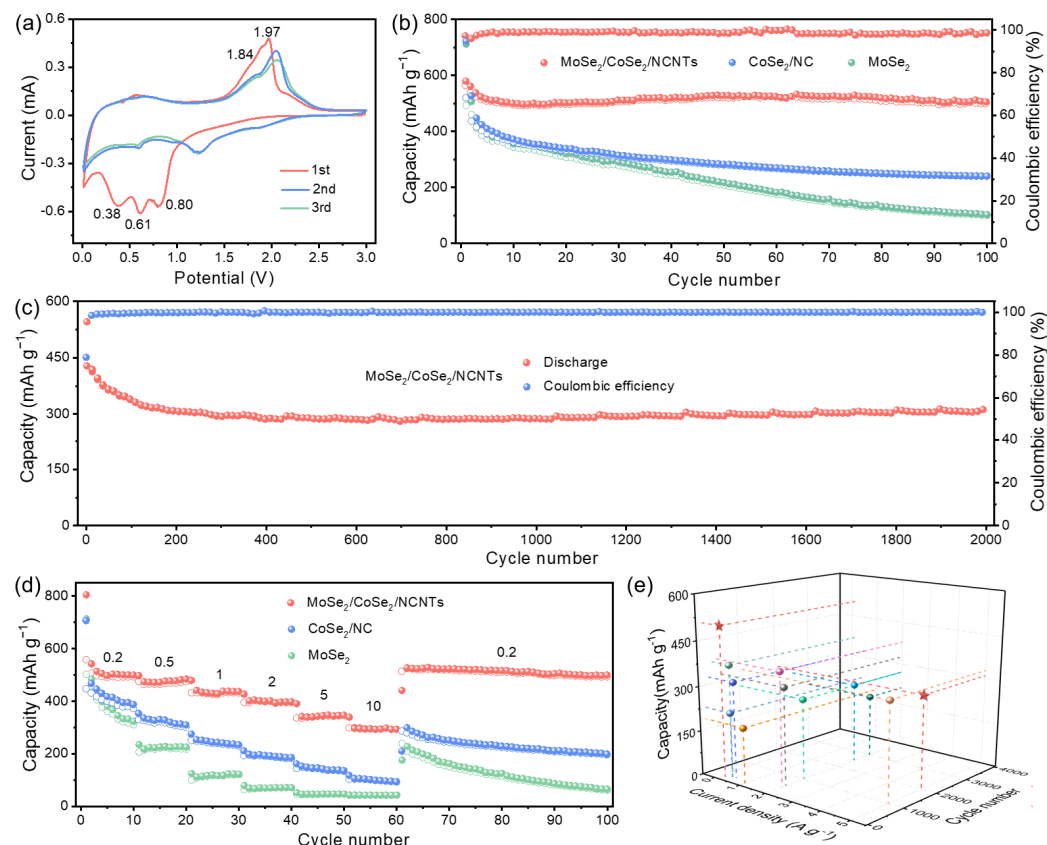 (a)
0.6
0.3
0.0
-0.3
-0.6
Current (mA)
1.97
1.84
0.38
0.61
0.80
1st
2nd
3rd
0.0 0.5 1.0 1.5 2.0 2.5 3.0
Potential (V)
(b)
800
600
400
200
0
Capacity (mAh g⁻¹)
MoSe₂/CoSe₂/NCNTs
CoSe₂/NC
MoSe₂
100
80
60
40
20
0
Coulombic efficiency (%)
0 10 20 30 40 50 60 70 80 90 100
Cycle number
(c)
600
450
300
150
0
Capacity (mAh g⁻¹)
MoSe₂/CoSe₂/NCNTs
Discharge
Coulombic efficiency
100
80
60
40
20
0
Coulombic efficiency (%)
0 200 400 600 800 1000 1200 1400 1600 1800 2000
Cycle number
(d)
800
600
400
200
0
Capacity (mAh g⁻¹)
MoSe₂/CoSe₂/NCNTs
CoSe₂/NC
MoSe₂
0.2
0.5
1
2
5
10
0.2
0 10 20 30 40 50 60 70 80 90 100
Cycle number
(e)
600
450
300
150
0
Capacity(mAh g⁻¹)
0 1 2 3 4 5
Current density (A g⁻¹)
0 1000 2000 3000 4000
Cycle number